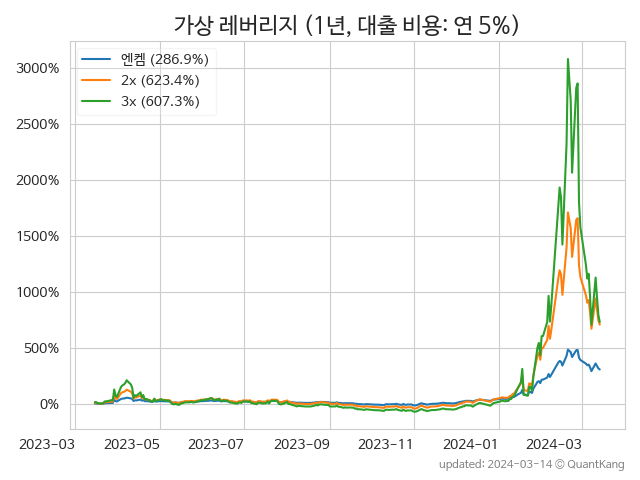 가상 레버리지 (1년, 대출 비용: 연 5%)
엔켐 (286.9%)
2x (623.4%)
3x (607.3%)
3000%
2500%
2000%
1500%
1000%
500%
0%
2023-03 2023-05 2023-07 2023-09 2023-11 2024-01 2024-03
updated: 2024-03-14 © QuantKang